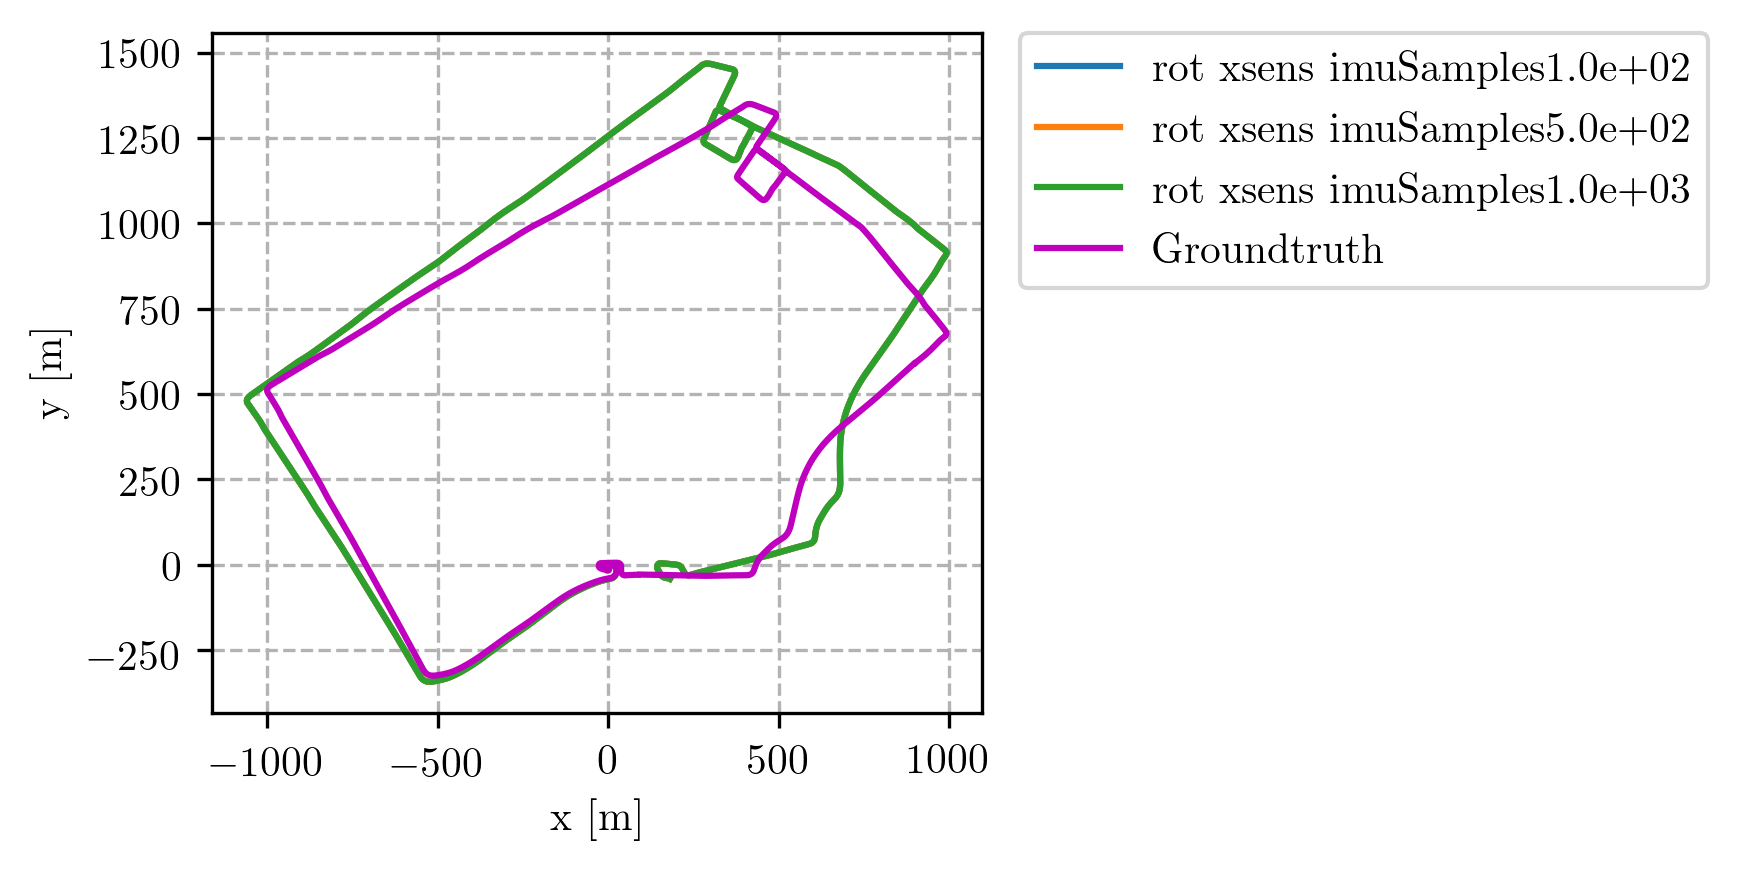 1500
1250
1000
750
500
250
0
−250
y [m]
−1000
−500
0
500
1000
x [m]
rot xsens imuSamples1.0e+02
rot xsens imuSamples5.0e+02
rot xsens imuSamples1.0e+03
Groundtruth